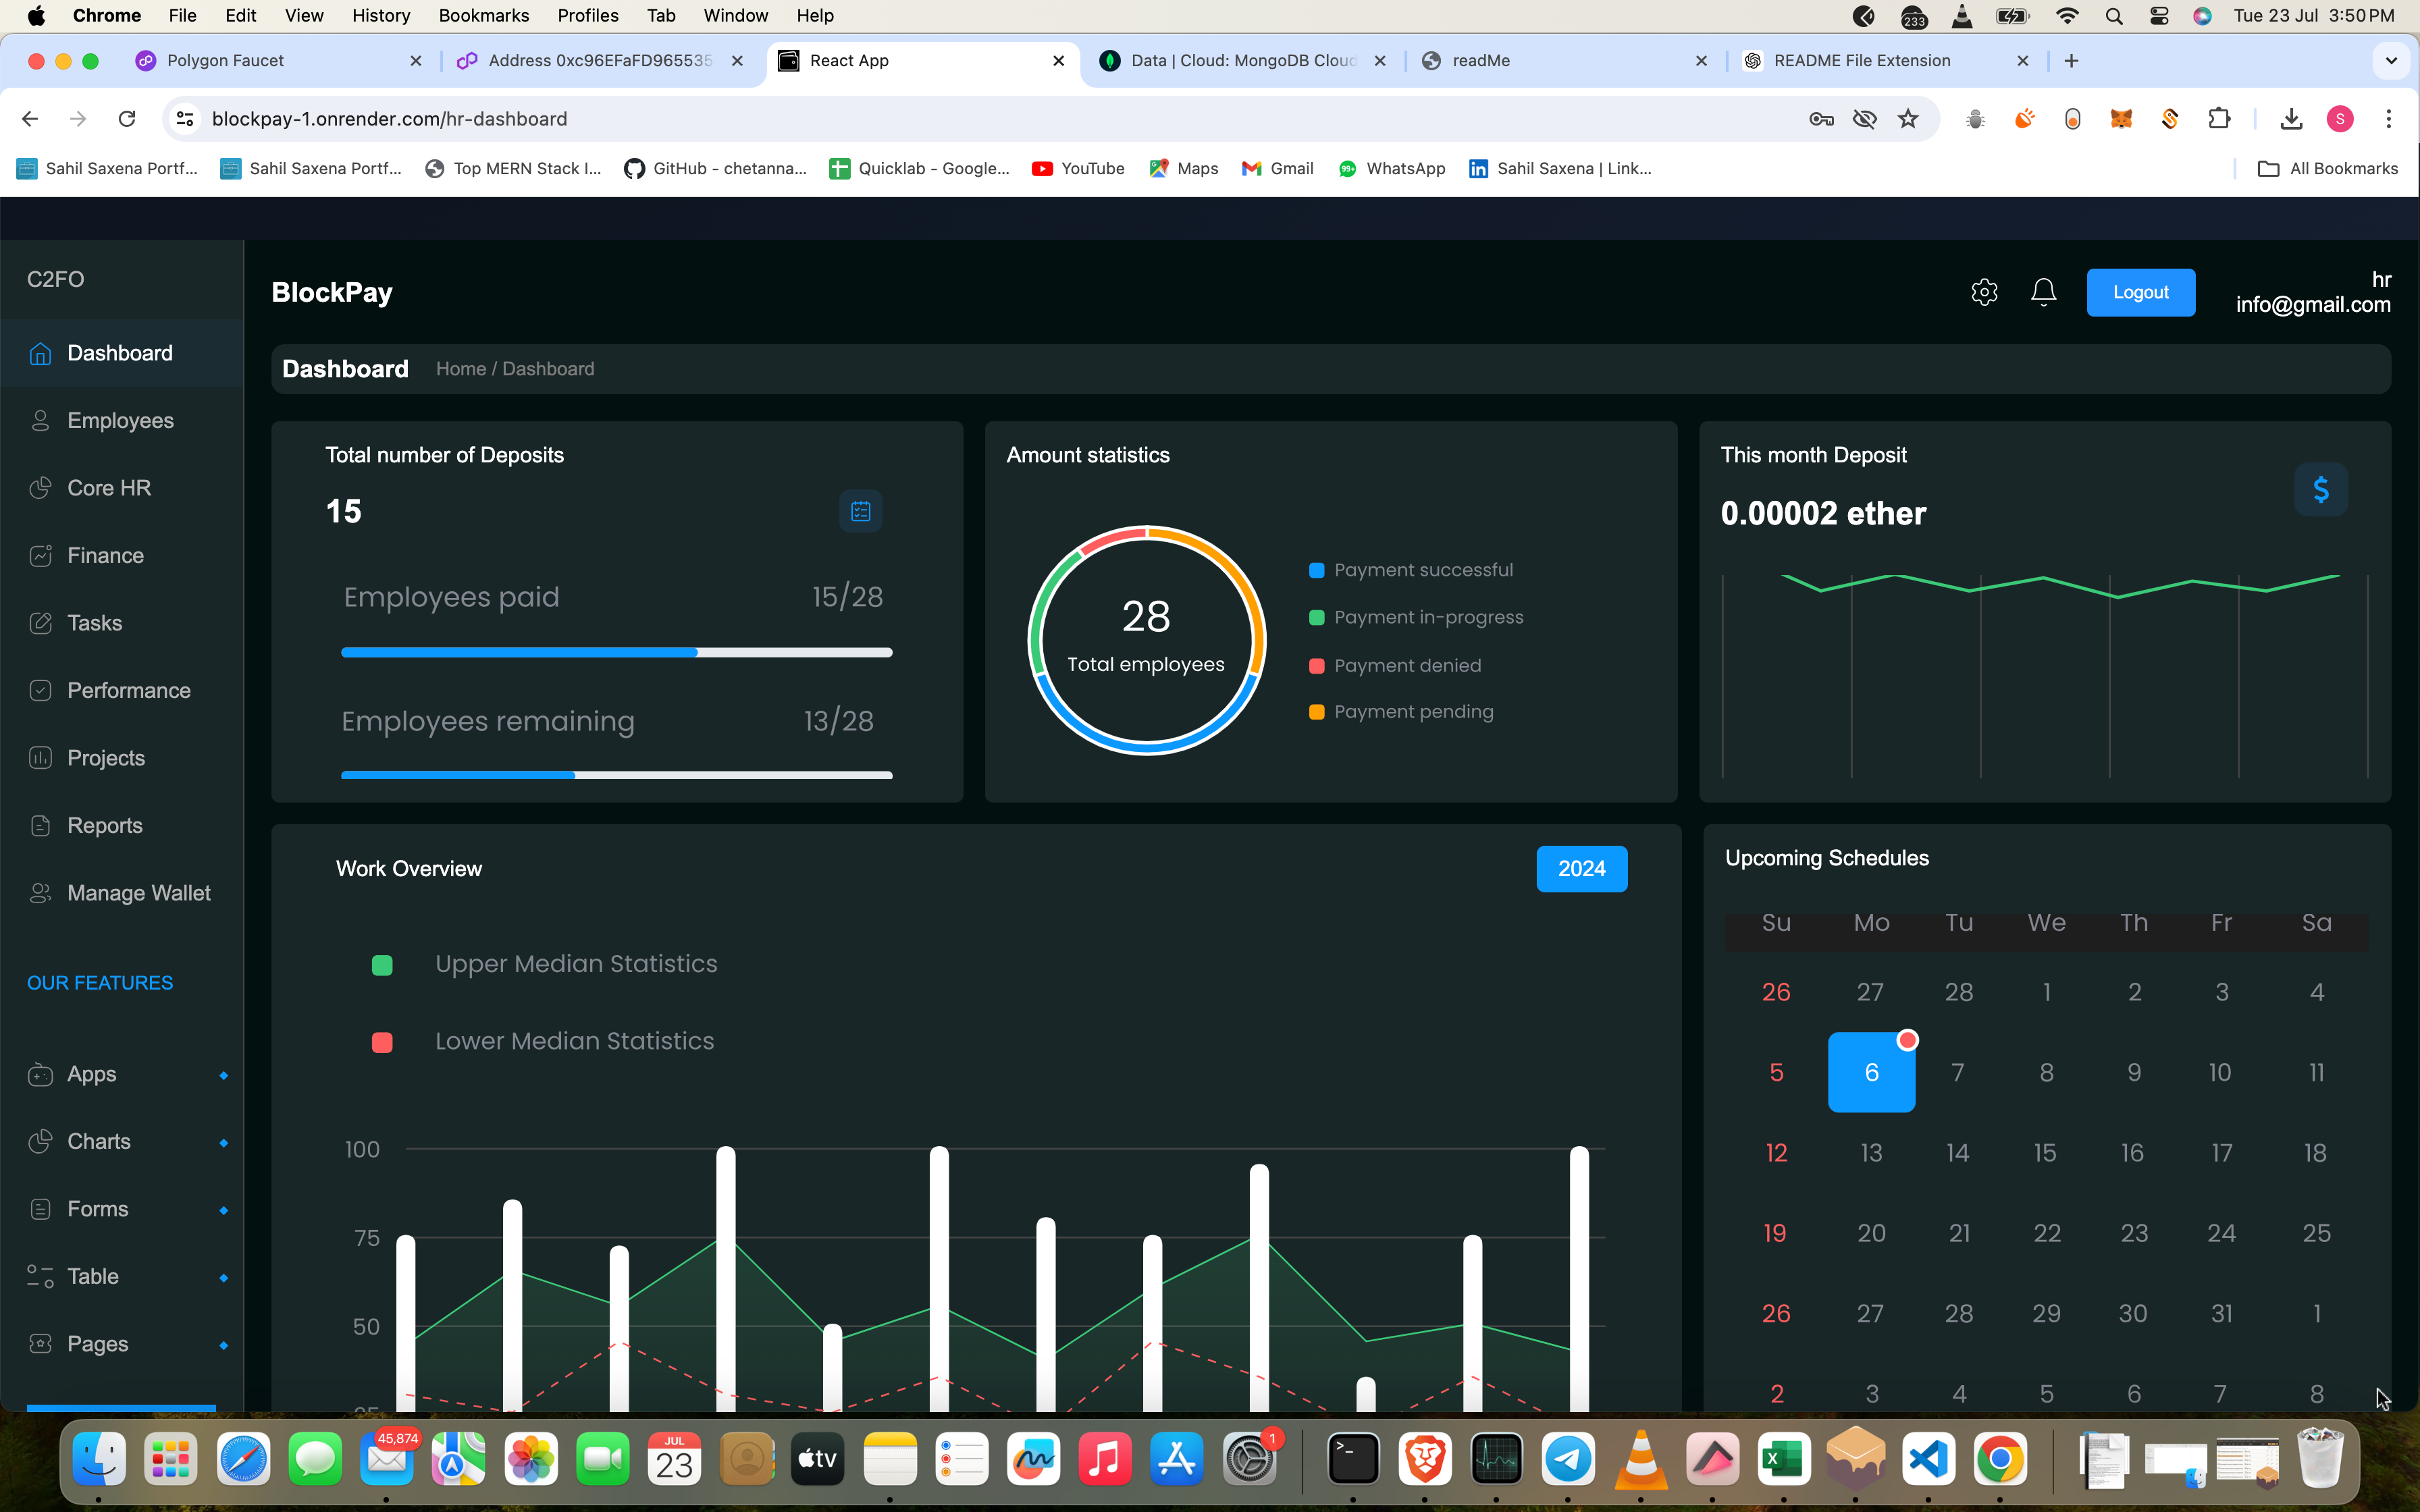 Chrome File Edit View History Bookmarks Profiles Tab Window Help 233 Tue 23 Jul 3:50 PM
Polygon Faucet Address 0xc96EFaFD965535 React App Data | Cloud: MongoDB Cloud readMe README File Extension
blockpay-1.onrender.com/hr-dashboard S
Sahil Saxena Portf... Sahil Saxena Portf... Top MERN Stack I... GitHub - chetanna... Quicklab - Google... YouTube Maps Gmail 99+ WhatsApp Sahil Saxena | Link... All Bookmarks
C2FO
Dashboard
Employees
Core HR
Finance
Tasks
Performance
Projects
Reports
Manage Wallet
OUR FEATURES
Apps
Charts
Forms
Table
Pages
BlockPay
Logout
hr
info@gmail.com
Dashboard Home / Dashboard
Total number of Deposits
15
Employees paid 15/28
Employees remaining 13/28
Amount statistics
28
Total employees
Payment successful
Payment in-progress
Payment denied
Payment pending
This month Deposit
0.00002 ether
$
Work Overview 2024
Upper Median Statistics
Lower Median Statistics
100
75
50
Upcoming Schedules
Su Mo Tu We Th Fr Sa
26 27 28 1 2 3 4
5 6 7 8 9 10 11
12 13 14 15 16 17 18
19 20 21 22 23 24 25
26 27 28 29 30 31 1
2 3 4 5 6 7 8
45,874 JUL 23 tv 1